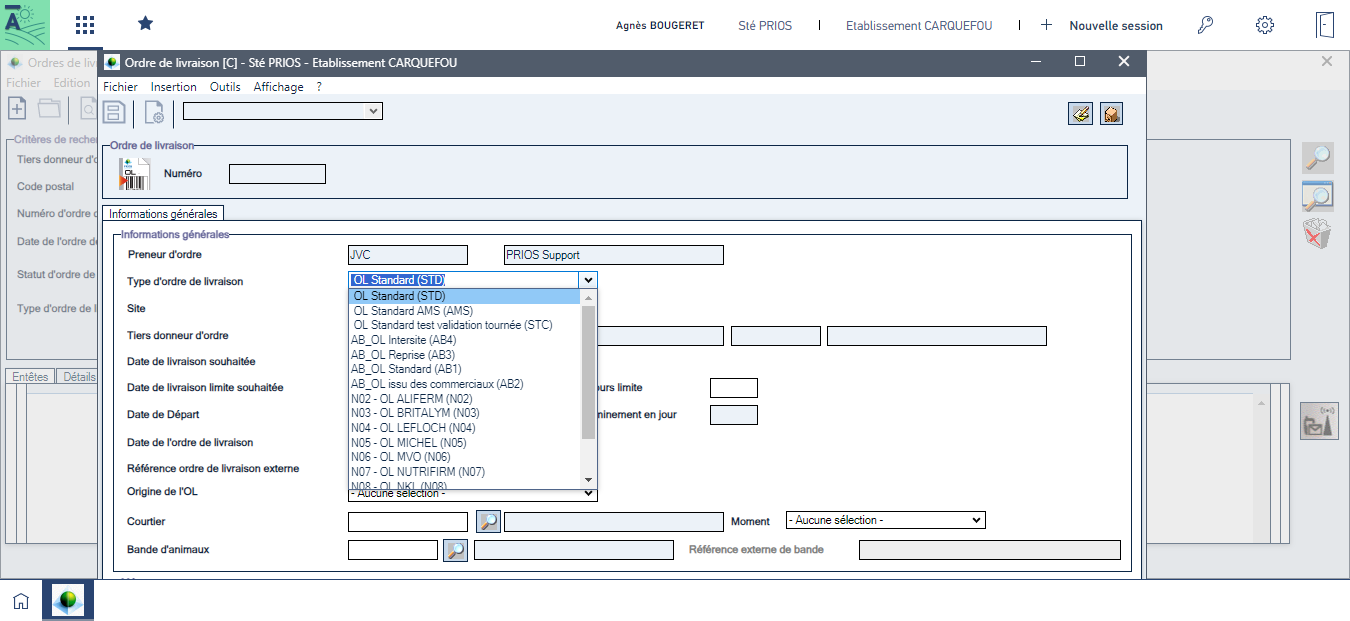 Agnès BOUGERET Sté PRIOS | Etablissement CARQUEFOU | + Nouvelle session
Ordres de liv
Fichier Edition
Critères de reche
Tiers donneur d'o
Code postal
Numéro d'ordre d
Date de l'ordre de
Statut d'ordre de
Type d'ordre de l
Entêtes Détails
Ordre de livraison [C] - Sté PRIOS - Etablissement CARQUEFOU
Fichier Insertion Outils Affichage ?
Ordre de livraison
OL
Numéro
Informations générales
Informations générales
Preneur d'ordre JVC PRIOS Support
Type d'ordre de livraison OL Standard (STD)
OL Standard (STD)
OL Standard AMS (AMS)
OL Standard test validation tournée (STC)
AB_OL Intersite (AB4)
AB_OL Reprise (AB3)
AB_OL Standard (AB1)
AB_OL issu des commerciaux (AB2)
N02 - OL ALIFERM (N02)
N03 - OL BRITALYM (N03)
N04 - OL LEFLOCH (N04)
N05 - OL MICHEL (N05)
N06 - OL MVO (N06)
N07 - OL NUTRIFIRM (N07)
N08 - OL NKL (N08)
Site
Tiers donneur d'ordre
Date de livraison souhaitée
Date de livraison limite souhaitée urs limite
Date de Départ ninement en jour
Date de l'ordre de livraison
Référence ordre de livraison externe
Origine de l'OL - Aucune sélection -
Courtier Moment - Aucune sélection -
Bande d'animaux Référence externe de bande